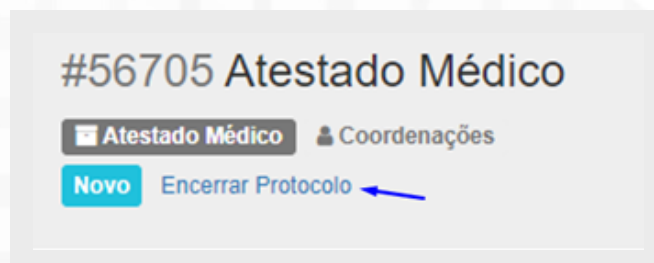 #56705 Atestado Médico
Atestado Médico Coordenações
Novo Encerrar Protocolo